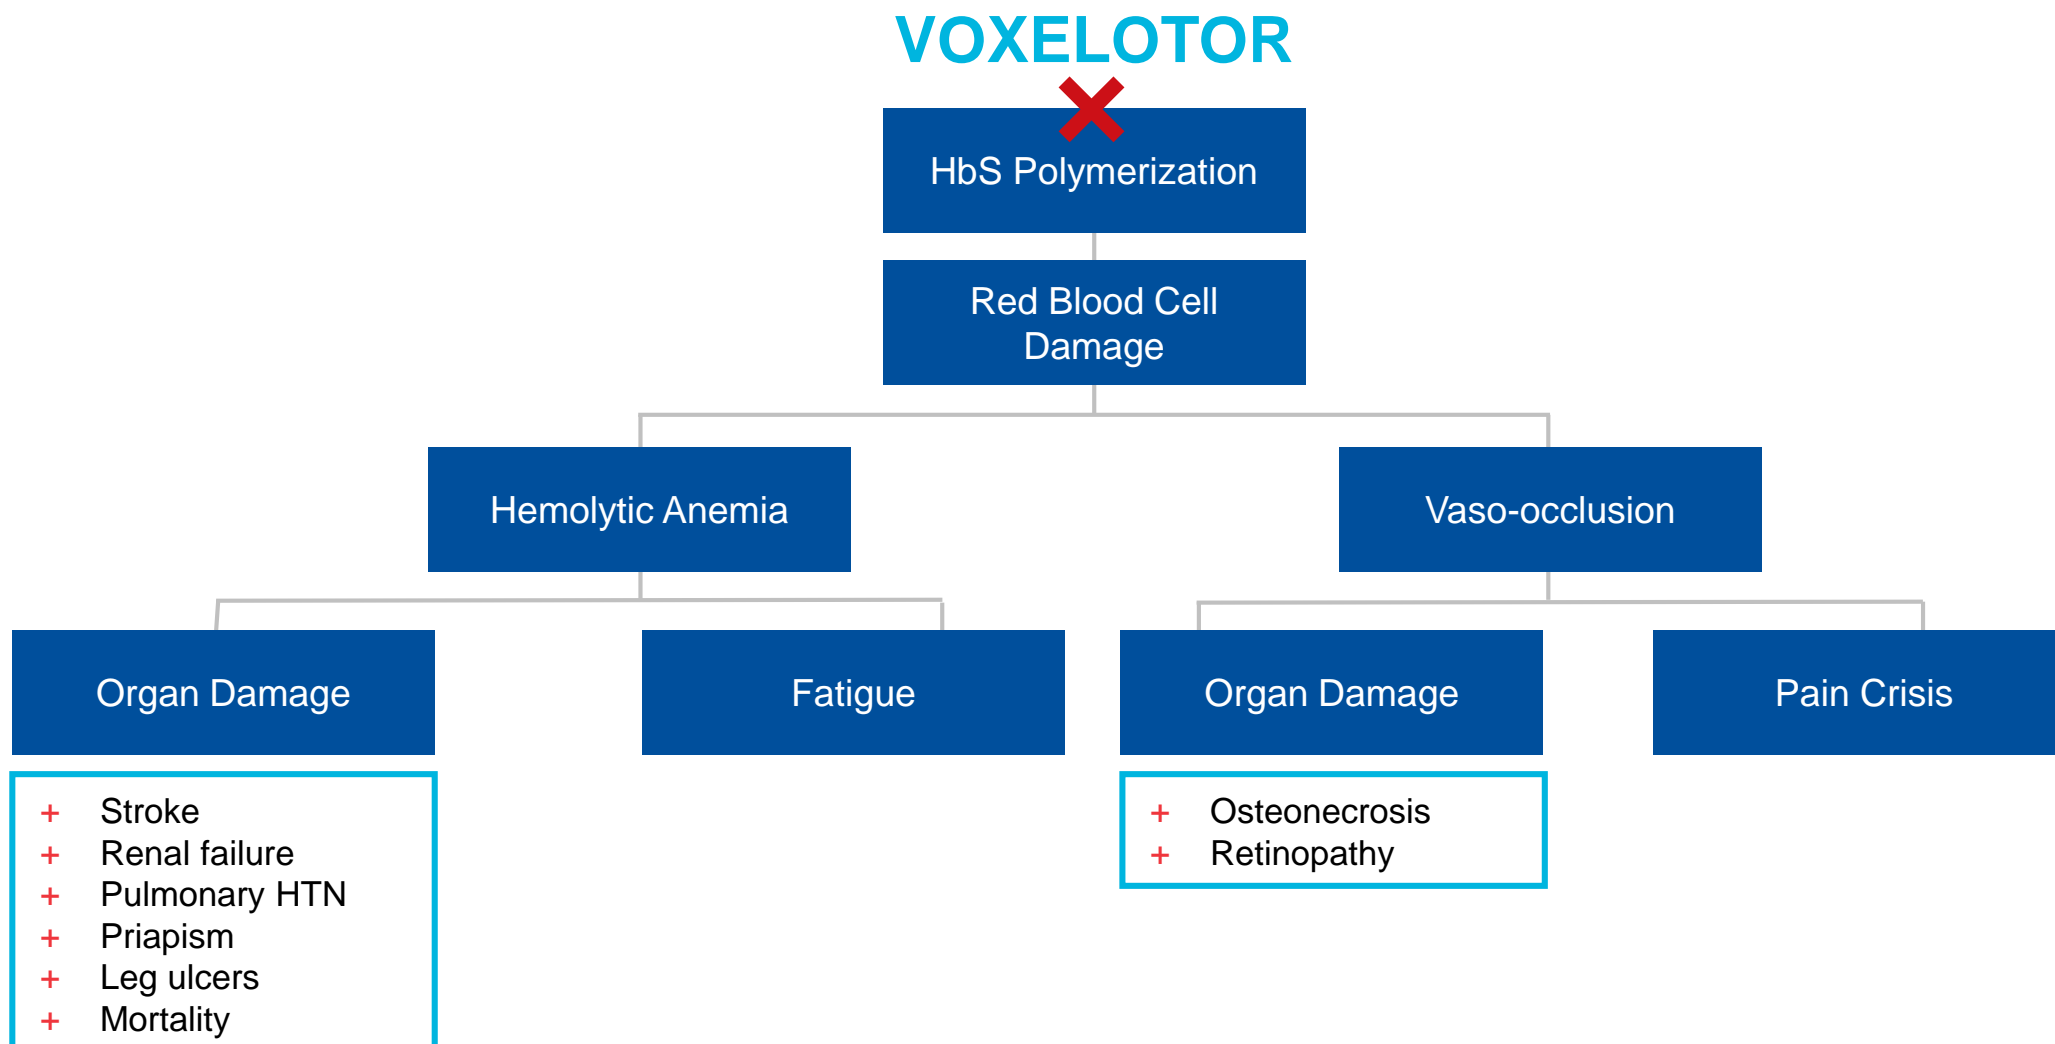 VOXELOTOR
HbS Polymerization
Red Blood Cell
Damage
Hemolytic Anemia
Vaso-occlusion
Organ Damage
Fatigue
Organ Damage
Pain Crisis
+ Stroke
+ Renal failure
+ Pulmonary HTN
+ Priapism
+ Leg ulcers
+ Mortality
+ Osteonecrosis
+ Retinopathy